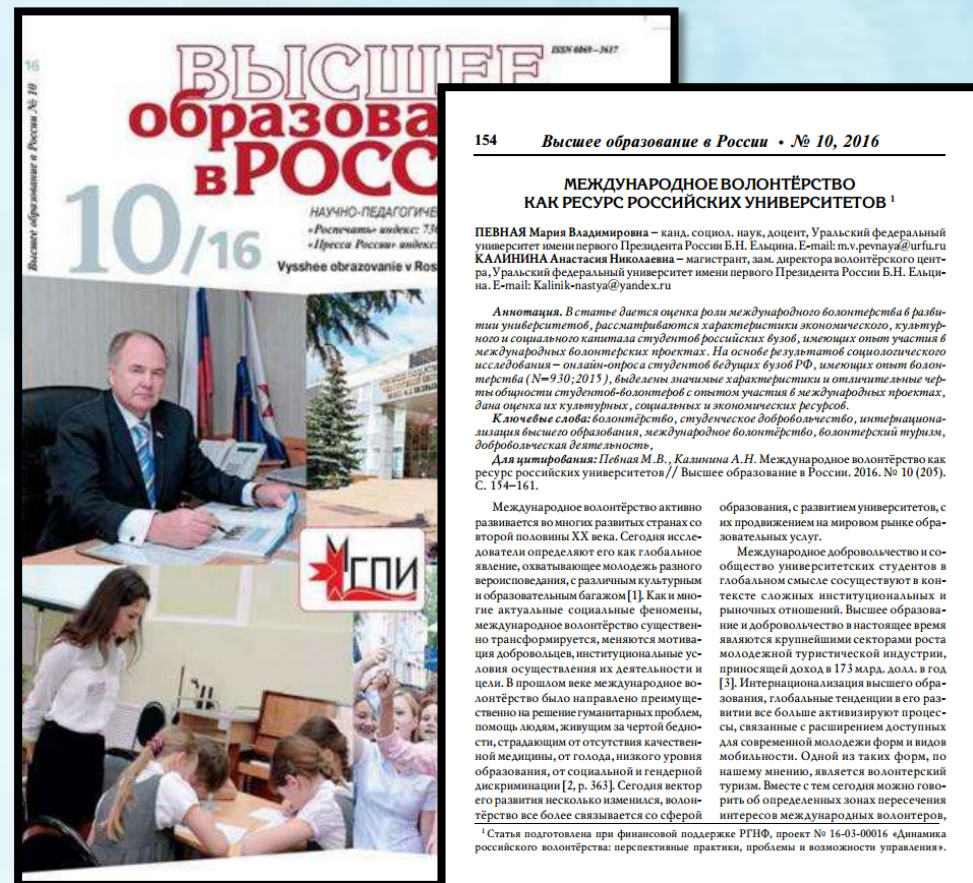 ISSN 0869–3617
16
Высшее образование в России № 10
ВЫСШЕЕ
образова
в РОСС
10/16
НАУЧНО-ПЕДАГОГИЧЕ
«Роспечать» индекс: 73
«Пресса России» индекс:
Vysshee obrazovanie v Ros
МГПИ
154 Высшее образование в России • № 10, 2016
МЕЖДУНАРОДНОЕ ВОЛОНТЁРСТВО
КАК РЕСУРС РОССИЙСКИХ УНИВЕРСИТЕТОВ ¹
ПЕВНАЯ Мария Владимировна – канд. социол. наук, доцент, Уральский федеральный
университет имени первого Президента России Б.Н. Ельцина. E-mail: m.v.pevnaya@urfu.ru
КАЛИНИНА Анастасия Николаевна – магистрант, зам. директора волонтёрского цент-
ра, Уральский федеральный университет имени первого Президента России Б.Н. Ельци-
на. E-mail: Kalinik-nastya@yandex.ru
Аннотация. В статье дается оценка роли международного волонтерства в разви-
тии университетов, рассматриваются характеристики экономического, культур-
ного и социального капитала студентов российских вузов, имеющих опыт участия в
международных волонтерских проектах. На основе результатов социологического
исследования – онлайн-опроса студентов ведущих вузов РФ, имеющих опыт волон-
терства (N=930; 2015), выделены значимые характеристики и отличительные чер-
ты общности студентов-волонтеров с опытом участия в международных проектах,
дана оценка их культурных, социальных и экономических ресурсов.
Ключевые слова: волонтёрство, студенческое добровольчество, интернациона-
лизация высшего образования, международное волонтёрство, волонтерский туризм,
добровольческая деятельность,
Для цитирования: Певная М.В., Калинина А.Н. Международное волонтёрство как
ресурс российских университетов // Высшее образование в России. 2016. № 10 (205).
С. 154–161.
Международное волонтёрство активно
развивается во многих развитых странах со
второй половины XX века. Сегодня иссле-
дователи определяют его как глобальное
явление, охватывающее молодежь разного
вероисповедания, с различным культурным
и образовательным багажом [1]. Как и мно-
гие актуальные социальные феномены,
международное волонтёрство существен-
но трансформируется, меняются мотива-
ция добровольцев, институциональные ус-
ловия осуществления их деятельности и
цели. В прошлом веке международное во-
лонтёрство было направлено преимуще-
ственно на решение гуманитарных проблем,
помощь людям, живущим за чертой бедно-
сти, страдающим от отсутствия качествен-
ной медицины, от голода, низкого уровня
образования, от социальной и гендерной
дискриминации [2, p. 363]. Сегодня вектор
его развития несколько изменился, волон-
тёрство все более связывается со сферой
образования, с развитием университетов, с
их продвижением на мировом рынке обра-
зовательных услуг.
Международное добровольчество и со-
общество университетских студентов в
глобальном смысле сосуществуют в кон-
тексте сложных институциональных и
рыночных отношений. Высшее образова-
ние и добровольчество в настоящее время
являются крупнейшими секторами роста
молодежной туристической индустрии,
приносящей доход в 173 млрд. долл. в год
[3]. Интернационализация высшего обра-
зования, глобальные тенденции в его раз-
витии все больше активизируют процес-
сы, связанные с расширением доступных
для современной молодежи форм и видов
мобильности. Одной из таких форм, по
нашему мнению, является волонтерский
туризм. Вместе с тем сегодня можно гово-
рить об определенных зонах пересечения
интересов международных волонтеров,
¹ Статья подготовлена при финансовой поддержке РГНФ, проект № 16-03-00016 «Динамика
российского волонтёрства: перспективные практики, проблемы и возможности управления».